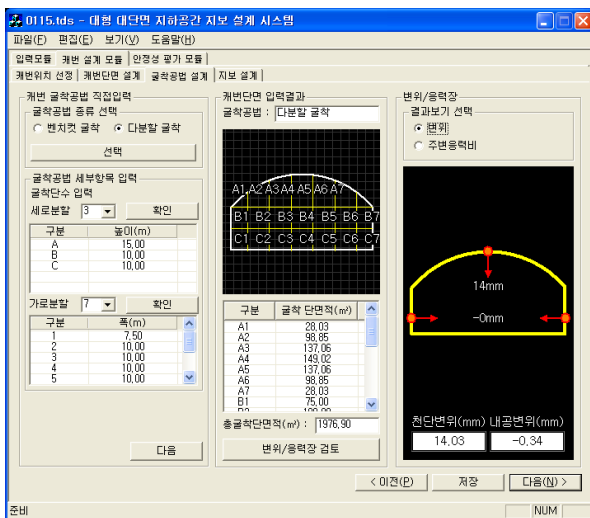 0115.tds - 대형 대단면 지하공간 지보 설계 시스템
파일(F) 편집(E) 보기(V) 도움말(H)
입력모듈 캐번 설계 모듈 안정성 평가 모듈
캐번위치 선정 캐번단면 설계 굴착공법 설계 지보 설계
캐번 굴착공법 직접입력
굴착공법 종류 선택
벤치컷 굴착 다분할 굴착
선택
굴착공법 세부항목 입력
굴착단수 입력
세로분할 3 확인
구분 높이(m)
A 15,00
B 10,00
C 10,00
가로분할 7 확인
구분 폭(m)
1 7,50
2 10,00
3 10,00
4 10,00
5 10,00
다음
캐번단면 입력결과
굴착공법 : 다분할 굴착
A1 A2 A3 A4 A5 A6 A7
B1 B2 B3 B4 B5 B6 B7
C1 C2 C3 C4 C5 C6 C7
구분 굴착 단면적(㎡)
A1 28,03
A2 98,85
A3 137,06
A4 149,02
A5 137,06
A6 98,85
A7 28,03
B1 75,00
총굴착단면적(㎡) : 1976,90
변위/응력장 검토
변위/응력장
결과보기 선정
변위
주변응력비
14mm
-0mm
천단변위(mm) 내공변위(mm)
14,03 -0,34
< 이전(P) 저장 다음(N) >
준비 NUM